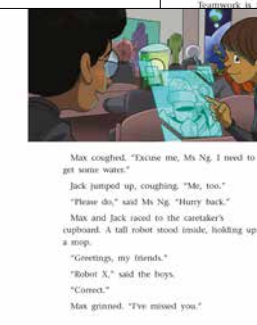 Teamwork is
Max coughed. "Excuse me, Ms Ng. I need to
get some water."
Jack jumped up, coughing. "Me, too."
"Please do," said Ms Ng. "Hurry back."
Max and Jack raced to the caretaker's
cupboard. A tall robot stood inside, holding up
a mop.
"Greetings, my friends."
"Robot X," said the boys.
"Correct."
Max grinned. "I've missed you."